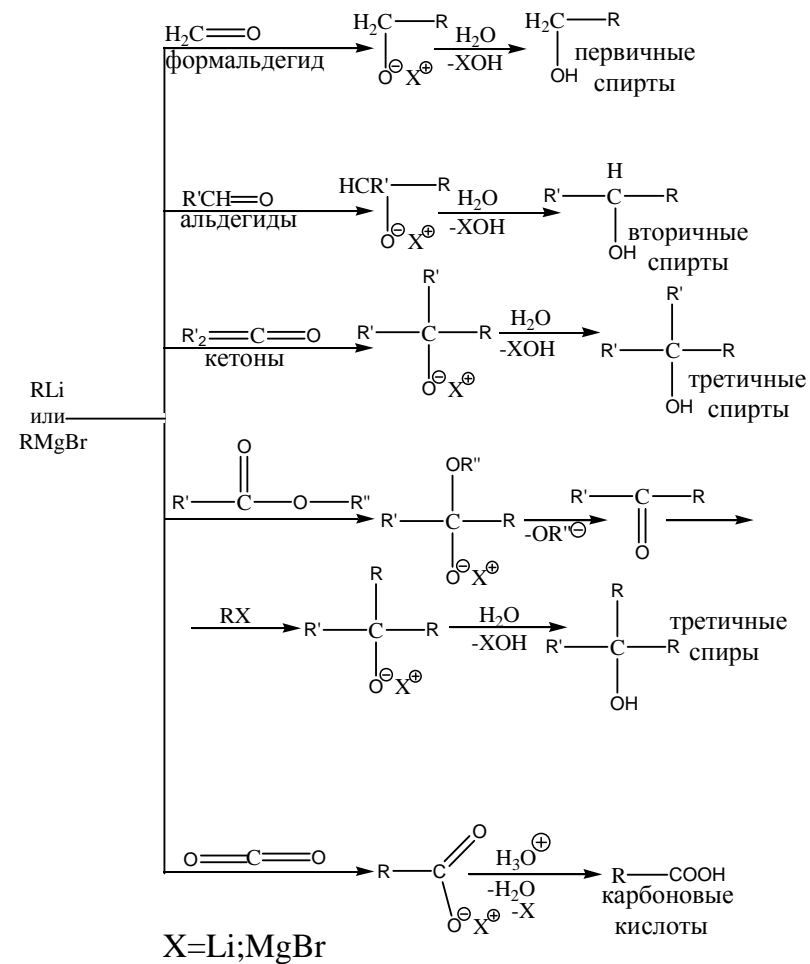 H₂C=O
формальдегид
H₂C—R
O⊖ X⊕
H₂O
-XOH
H₂C—R
OH
первичные
спирты
R'CH=O
альдегиды
HCR'—R
O⊖ X⊕
H₂O
-XOH
H
R'—C—R
OH
вторичные
спирты
R'₂=C=O
кетоны
R'
R'—C—R
O⊖ X⊕
H₂O
-XOH
R'
R'—C—R
OH
третичные
спирты
RLi
или
RMgBr
O
R'—C—O—R"
OR"
R'—C—R
O⊖ X⊕
-OR"⊖
R'—C—R
O
RX
R
R'—C—R
O⊖ X⊕
H₂O
-XOH
R
R'—C—R
OH
третичные
спиры
O=C=O
O
R—C
O⊖ X⊕
H₃O⊕
-H₂O
-X
R—COOH
карбоновые
кислоты
X=Li;MgBr